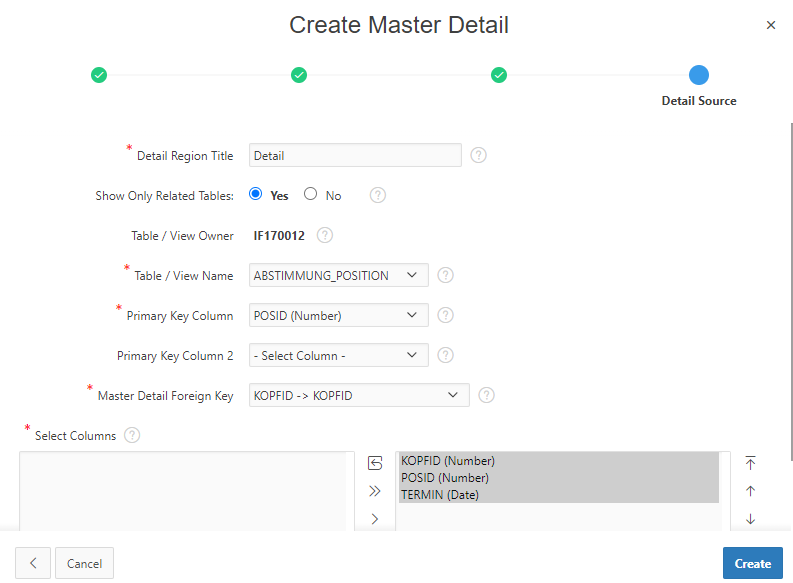 Create Master Detail
Detail Source
* Detail Region Title Detail ?
Show Only Related Tables: Yes No ?
Table / View Owner IF170012 ?
* Table / View Name ABSTIMMUNG_POSITION ?
* Primary Key Column POSID (Number) ?
Primary Key Column 2 - Select Column - ?
* Master Detail Foreign Key KOPFID -> KOPFID ?
* Select Columns ?
KOPFID (Number)
POSID (Number)
TERMIN (Date)
Cancel Create